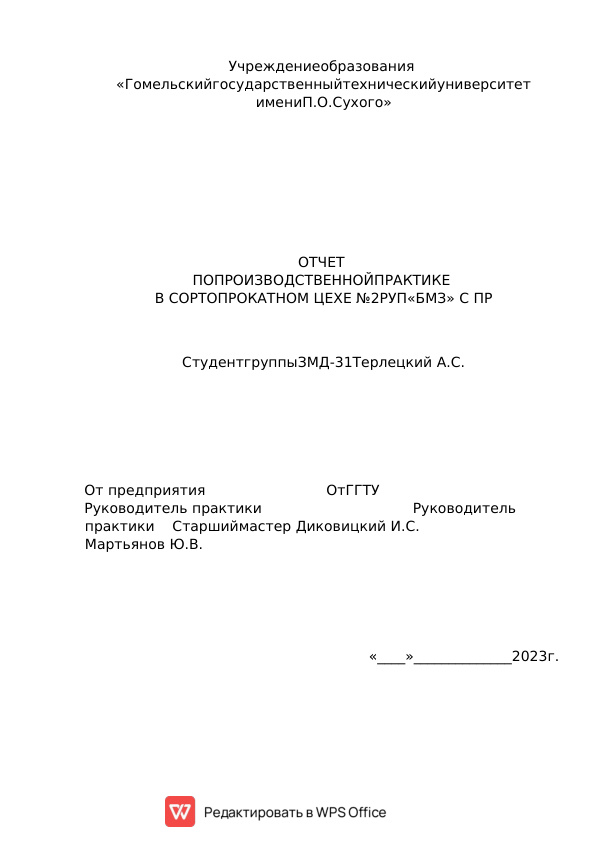 Учреждениеобразования
«Гомельскийгосударственныйтехническийуниверситет
имениП.О.Сухого»
ОТЧЕТ
ПОПРОИЗВОДСТВЕННОЙПРАКТИКЕ
В СОРТОПРОКАТНОМ ЦЕХЕ №2РУП«БМЗ» С ПР
СтудентгруппыЗМД-31Терлецкий А.С.
От предприятия ОтГГТУ
Руководитель практики Руководитель
практики Старшиймастер Диковицкий И.С.
Мартьянов Ю.В.
«____»______________2023г.
Редактировать в WPS Office